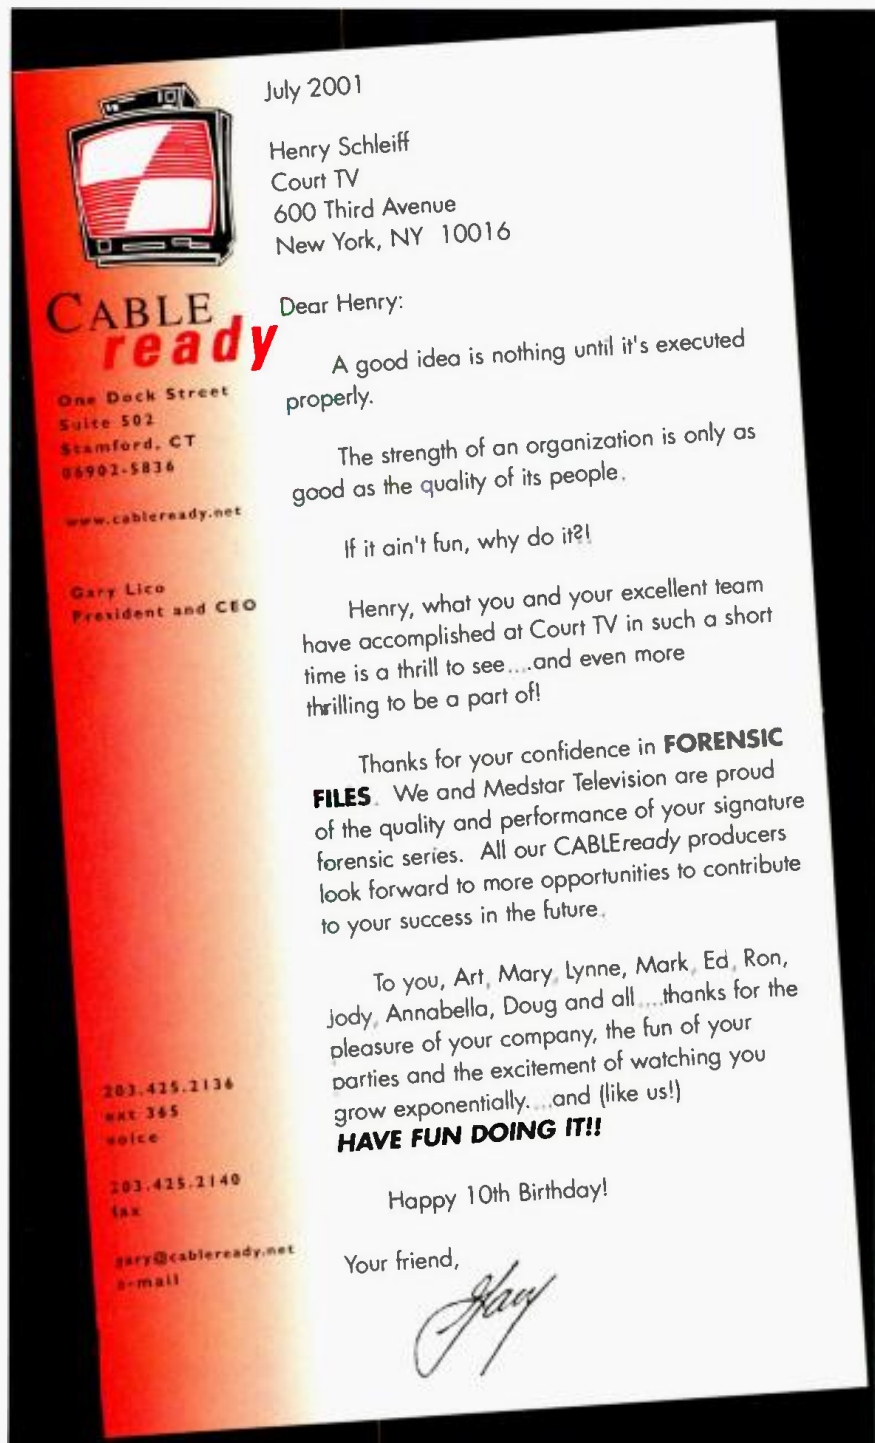 CABLE
ready
One Dock Street
Suite 502
Stamford, CT
06902-5836
www.cableready.net
Gary Lico
President and CEO
203.425.2136
ext 365
voice
203.425.2140
fax
gary@cableready.net
e-mail
July 2001
Henry Schleiff
Court TV
600 Third Avenue
New York, NY 10016
Dear Henry:
A good idea is nothing until it's executed
properly.
The strength of an organization is only as
good as the quality of its people.
If it ain't fun, why do it?!
Henry, what you and your excellent team
have accomplished at Court TV in such a short
time is a thrill to see....and even more
thrilling to be a part of!
Thanks for your confidence in FORENSIC
FILES. We and Medstar Television are proud
of the quality and performance of your signature
forensic series. All our CABLEready producers
look forward to more opportunities to contribute
to your success in the future.
To you, Art, Mary, Lynne, Mark, Ed, Ron,
Jody, Annabella, Doug and all....thanks for the
pleasure of your company, the fun of your
parties and the excitement of watching you
grow exponentially....and (like us!)
HAVE FUN DOING IT!!
Happy 10th Birthday!
Your friend,
Gary